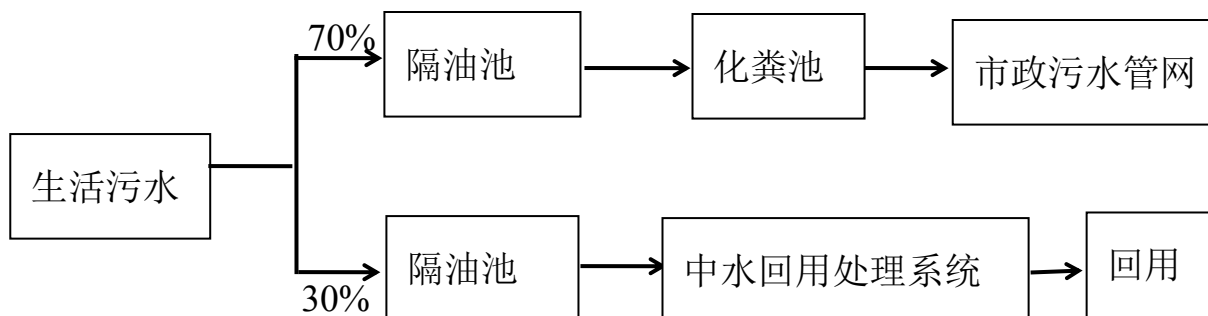 70%
隔油池
化粪池
市政污水管网
生活污水
30%
隔油池
中水回用处理系统
回用